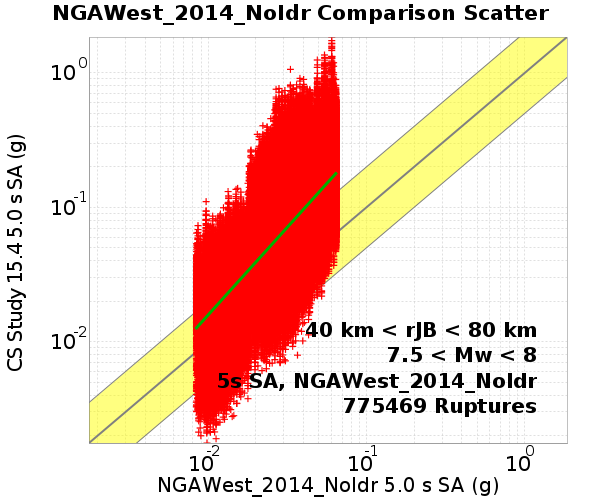 NGAWest_2014_NoIdr Comparison Scatter
CS Study 15.4 5.0 s SA (g)
10^0
10^-1
10^-2
40 km < rJB < 80 km
7.5 < Mw < 8
5s SA, NGAWest_2014_NoIdr
775469 Ruptures
10^-2 10^-1 10^0
NGAWest_2014_NoIdr 5.0 s SA (g)